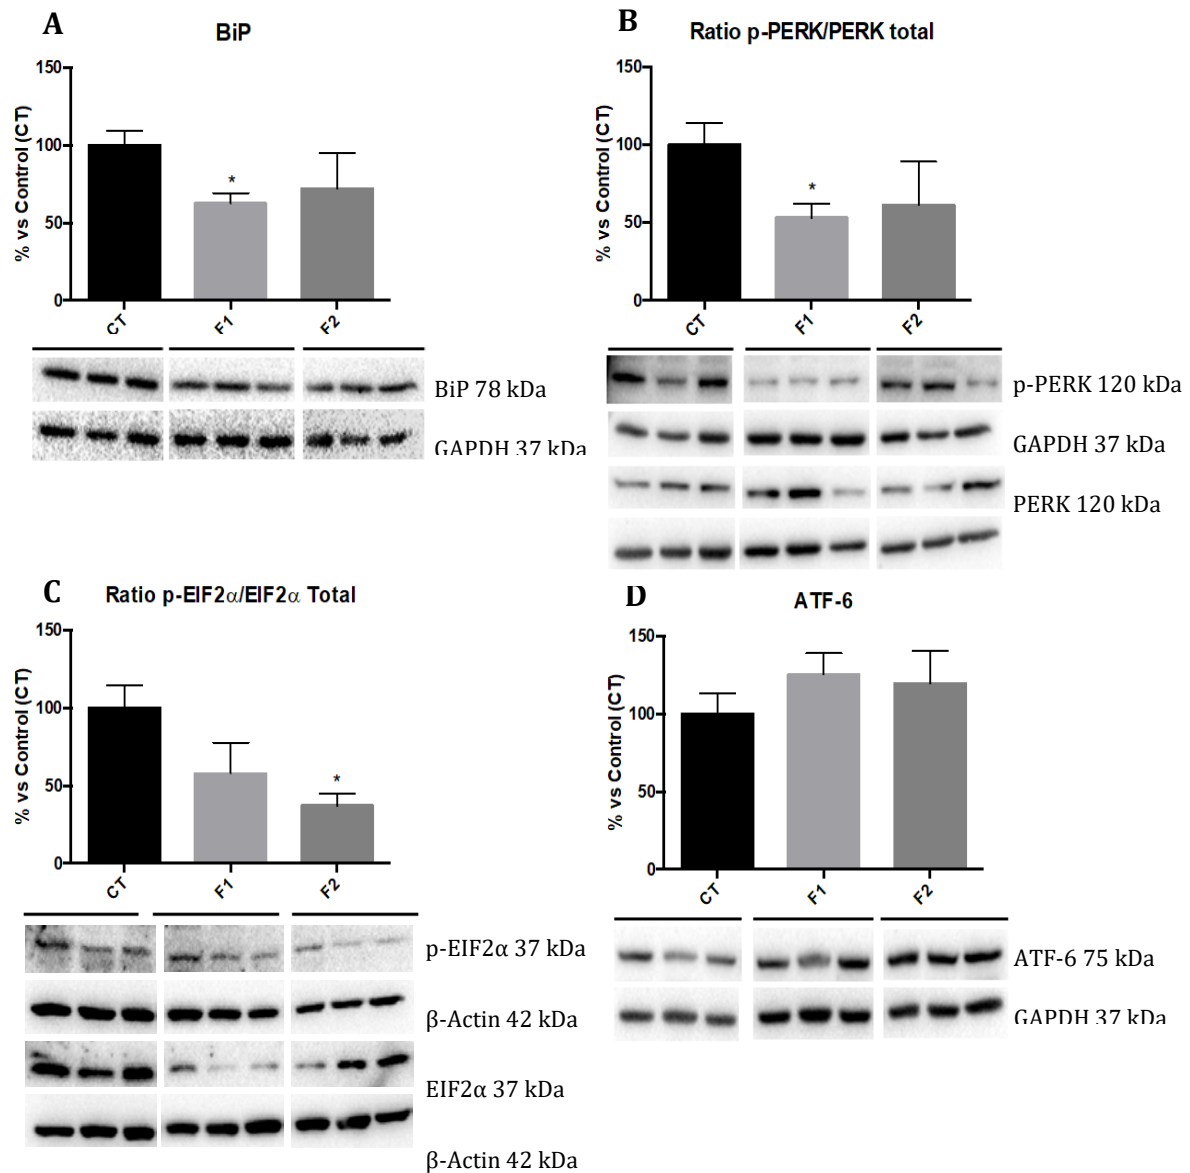 A
BiP
% vs Control (CT)
150
100
50
0
*
CT
F1
F2
BiP 78 kDa
GAPDH 37 kDa
B
Ratio p-PERK/PERK total
% vs Control (CT)
150
100
50
0
*
CT
F1
F2
p-PERK 120 kDa
GAPDH 37 kDa
PERK 120 kDa
C
Ratio p-EIF2α/EIF2α Total
% vs Control (CT)
150
100
50
0
*
CT
F1
F2
p-EIF2α 37 kDa
β-Actin 42 kDa
EIF2α 37 kDa
β-Actin 42 kDa
D
ATF-6
% vs Control (CT)
150
100
50
0
CT
F1
F2
ATF-6 75 kDa
GAPDH 37 kDa